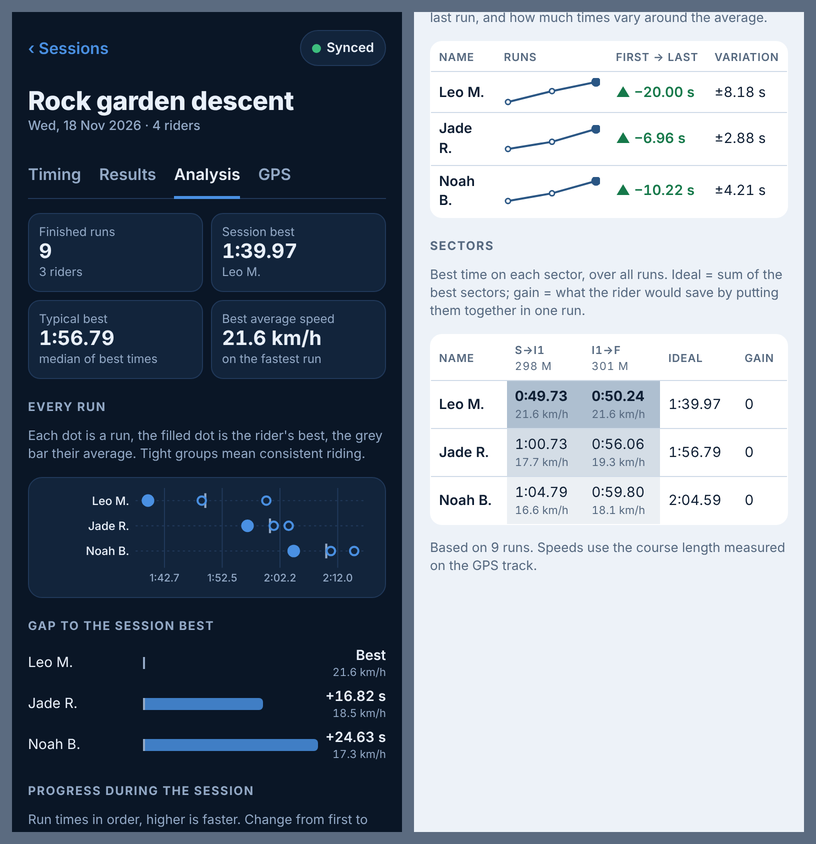 ‹ Sessions
Synced
Rock garden descent
Wed, 18 Nov 2026 · 4 riders
Timing Results Analysis GPS
Finished runs
9
3 riders
Session best
1:39.97
Leo M.
Typical best
1:56.79
median of best times
Best average speed
21.6 km/h
on the fastest run
EVERY RUN
Each dot is a run, the filled dot is the rider's best, the grey
bar their average. Tight groups mean consistent riding.
Leo M.
Jade R.
Noah B.
1:42.7 1:52.5 2:02.2 2:12.0
GAP TO THE SESSION BEST
Leo M. Best
21.6 km/h
Jade R. +16.82 s
18.5 km/h
Noah B. +24.63 s
17.3 km/h
PROGRESS DURING THE SESSION
Run times in order, higher is faster. Change from first to
last run, and how much times vary around the average.
NAME RUNS FIRST → LAST VARIATION
Leo M. ▲ −20.00 s ±8.18 s
Jade
R. ▲ −6.96 s ±2.88 s
Noah
B. ▲ −10.22 s ±4.21 s
SECTORS
Best time on each sector, over all runs. Ideal = sum of the
best sectors; gain = what the rider would save by putting
them together in one run.
NAME S→I1 I1→F IDEAL GAIN
298 M 301 M
Leo M. 0:49.73 0:50.24 1:39.97 0
21.6 km/h 21.6 km/h
Jade R. 1:00.73 0:56.06 1:56.79 0
17.7 km/h 19.3 km/h
Noah B. 1:04.79 0:59.80 2:04.59 0
16.6 km/h 18.1 km/h
Based on 9 runs. Speeds use the course length measured
on the GPS track.